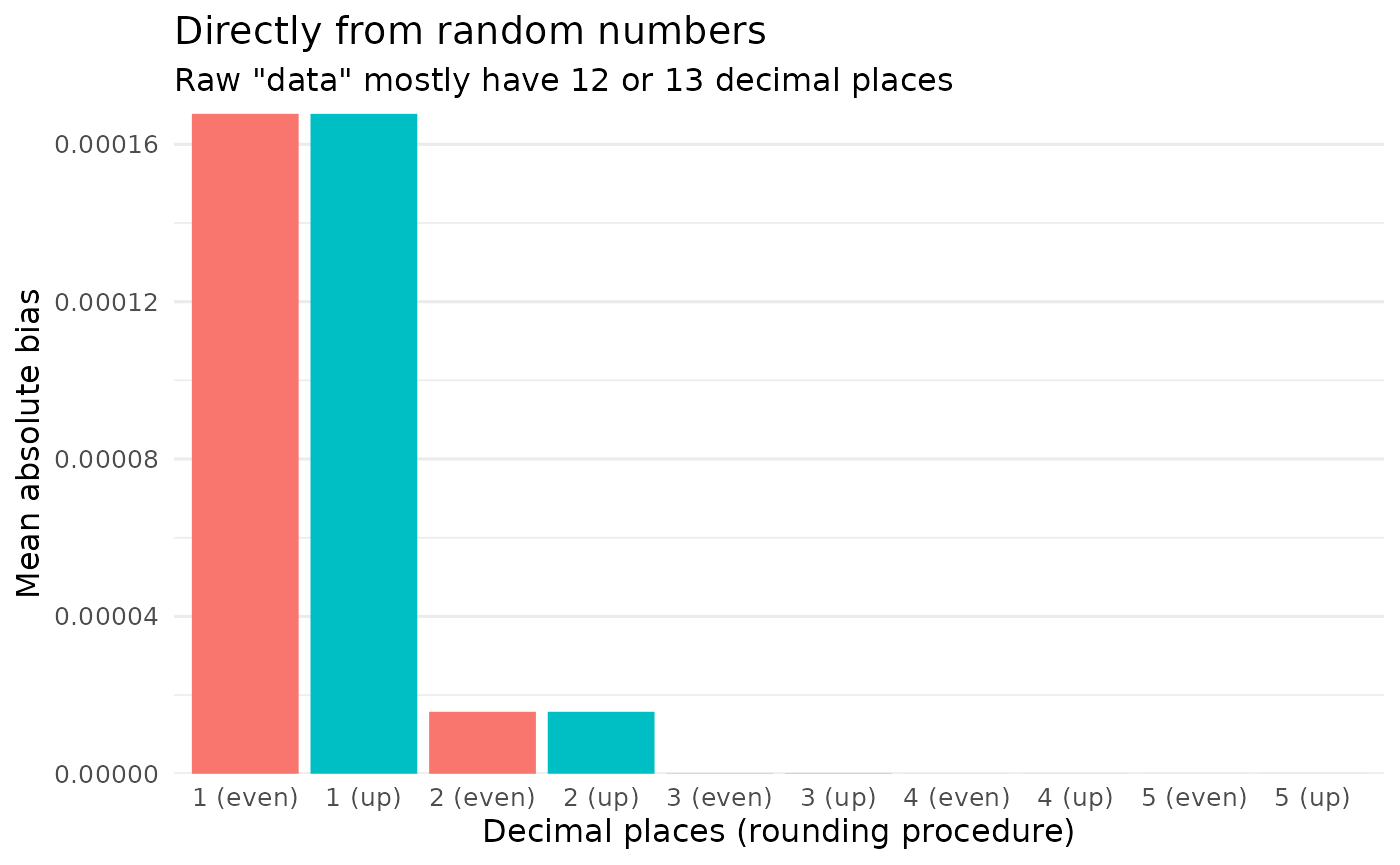 Directly from random numbers
Raw "data" mostly have 12 or 13 decimal places
Mean absolute bias
0.00016
0.00012
0.00008
0.00004
0.00000
1 (even) 1 (up) 2 (even) 2 (up) 3 (even) 3 (up) 4 (even) 4 (up) 5 (even) 5 (up)
Decimal places (rounding procedure)